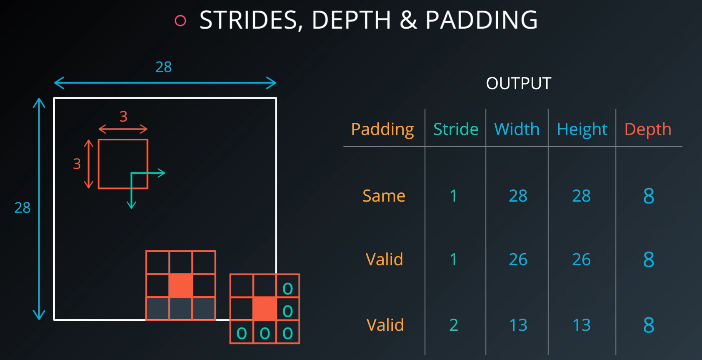 STRIDES, DEPTH & PADDING
28
OUTPUT
3
Padding Stride Width Height Depth
3
Same 1 28 28 8
28
Valid 1 26 26 8
0
0
0 0 0
Valid 2 13 13 8